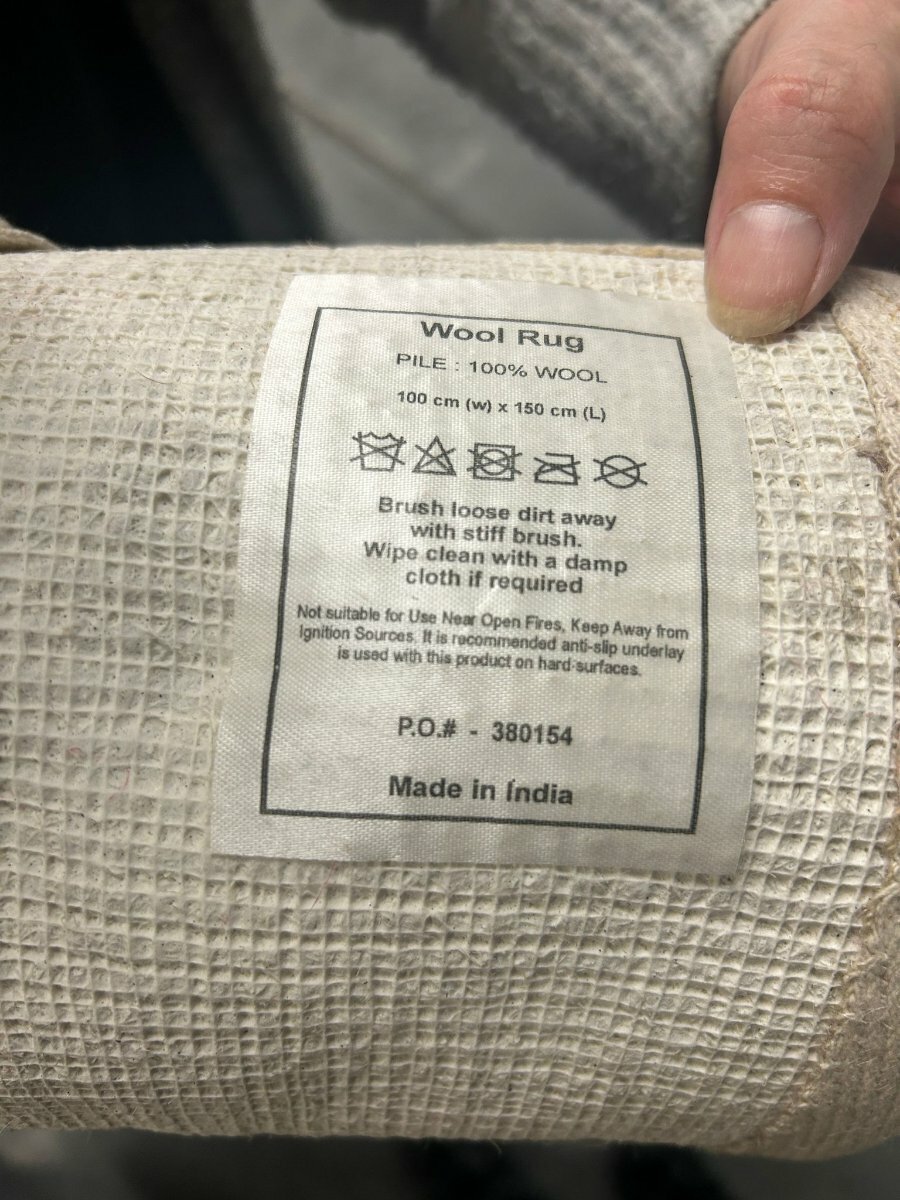 Wool Rug
PILE : 100% WOOL
100 cm (w) x 150 cm (L)
Brush loose dirt away
with stiff brush.
Wipe clean with a damp
cloth if required
Not suitable for Use Near Open Fires, Keep Away from
Ignition Sources. It is recommended anti-slip underlay
is used with this product on hard surfaces.
P.O.# - 380154
Made in India